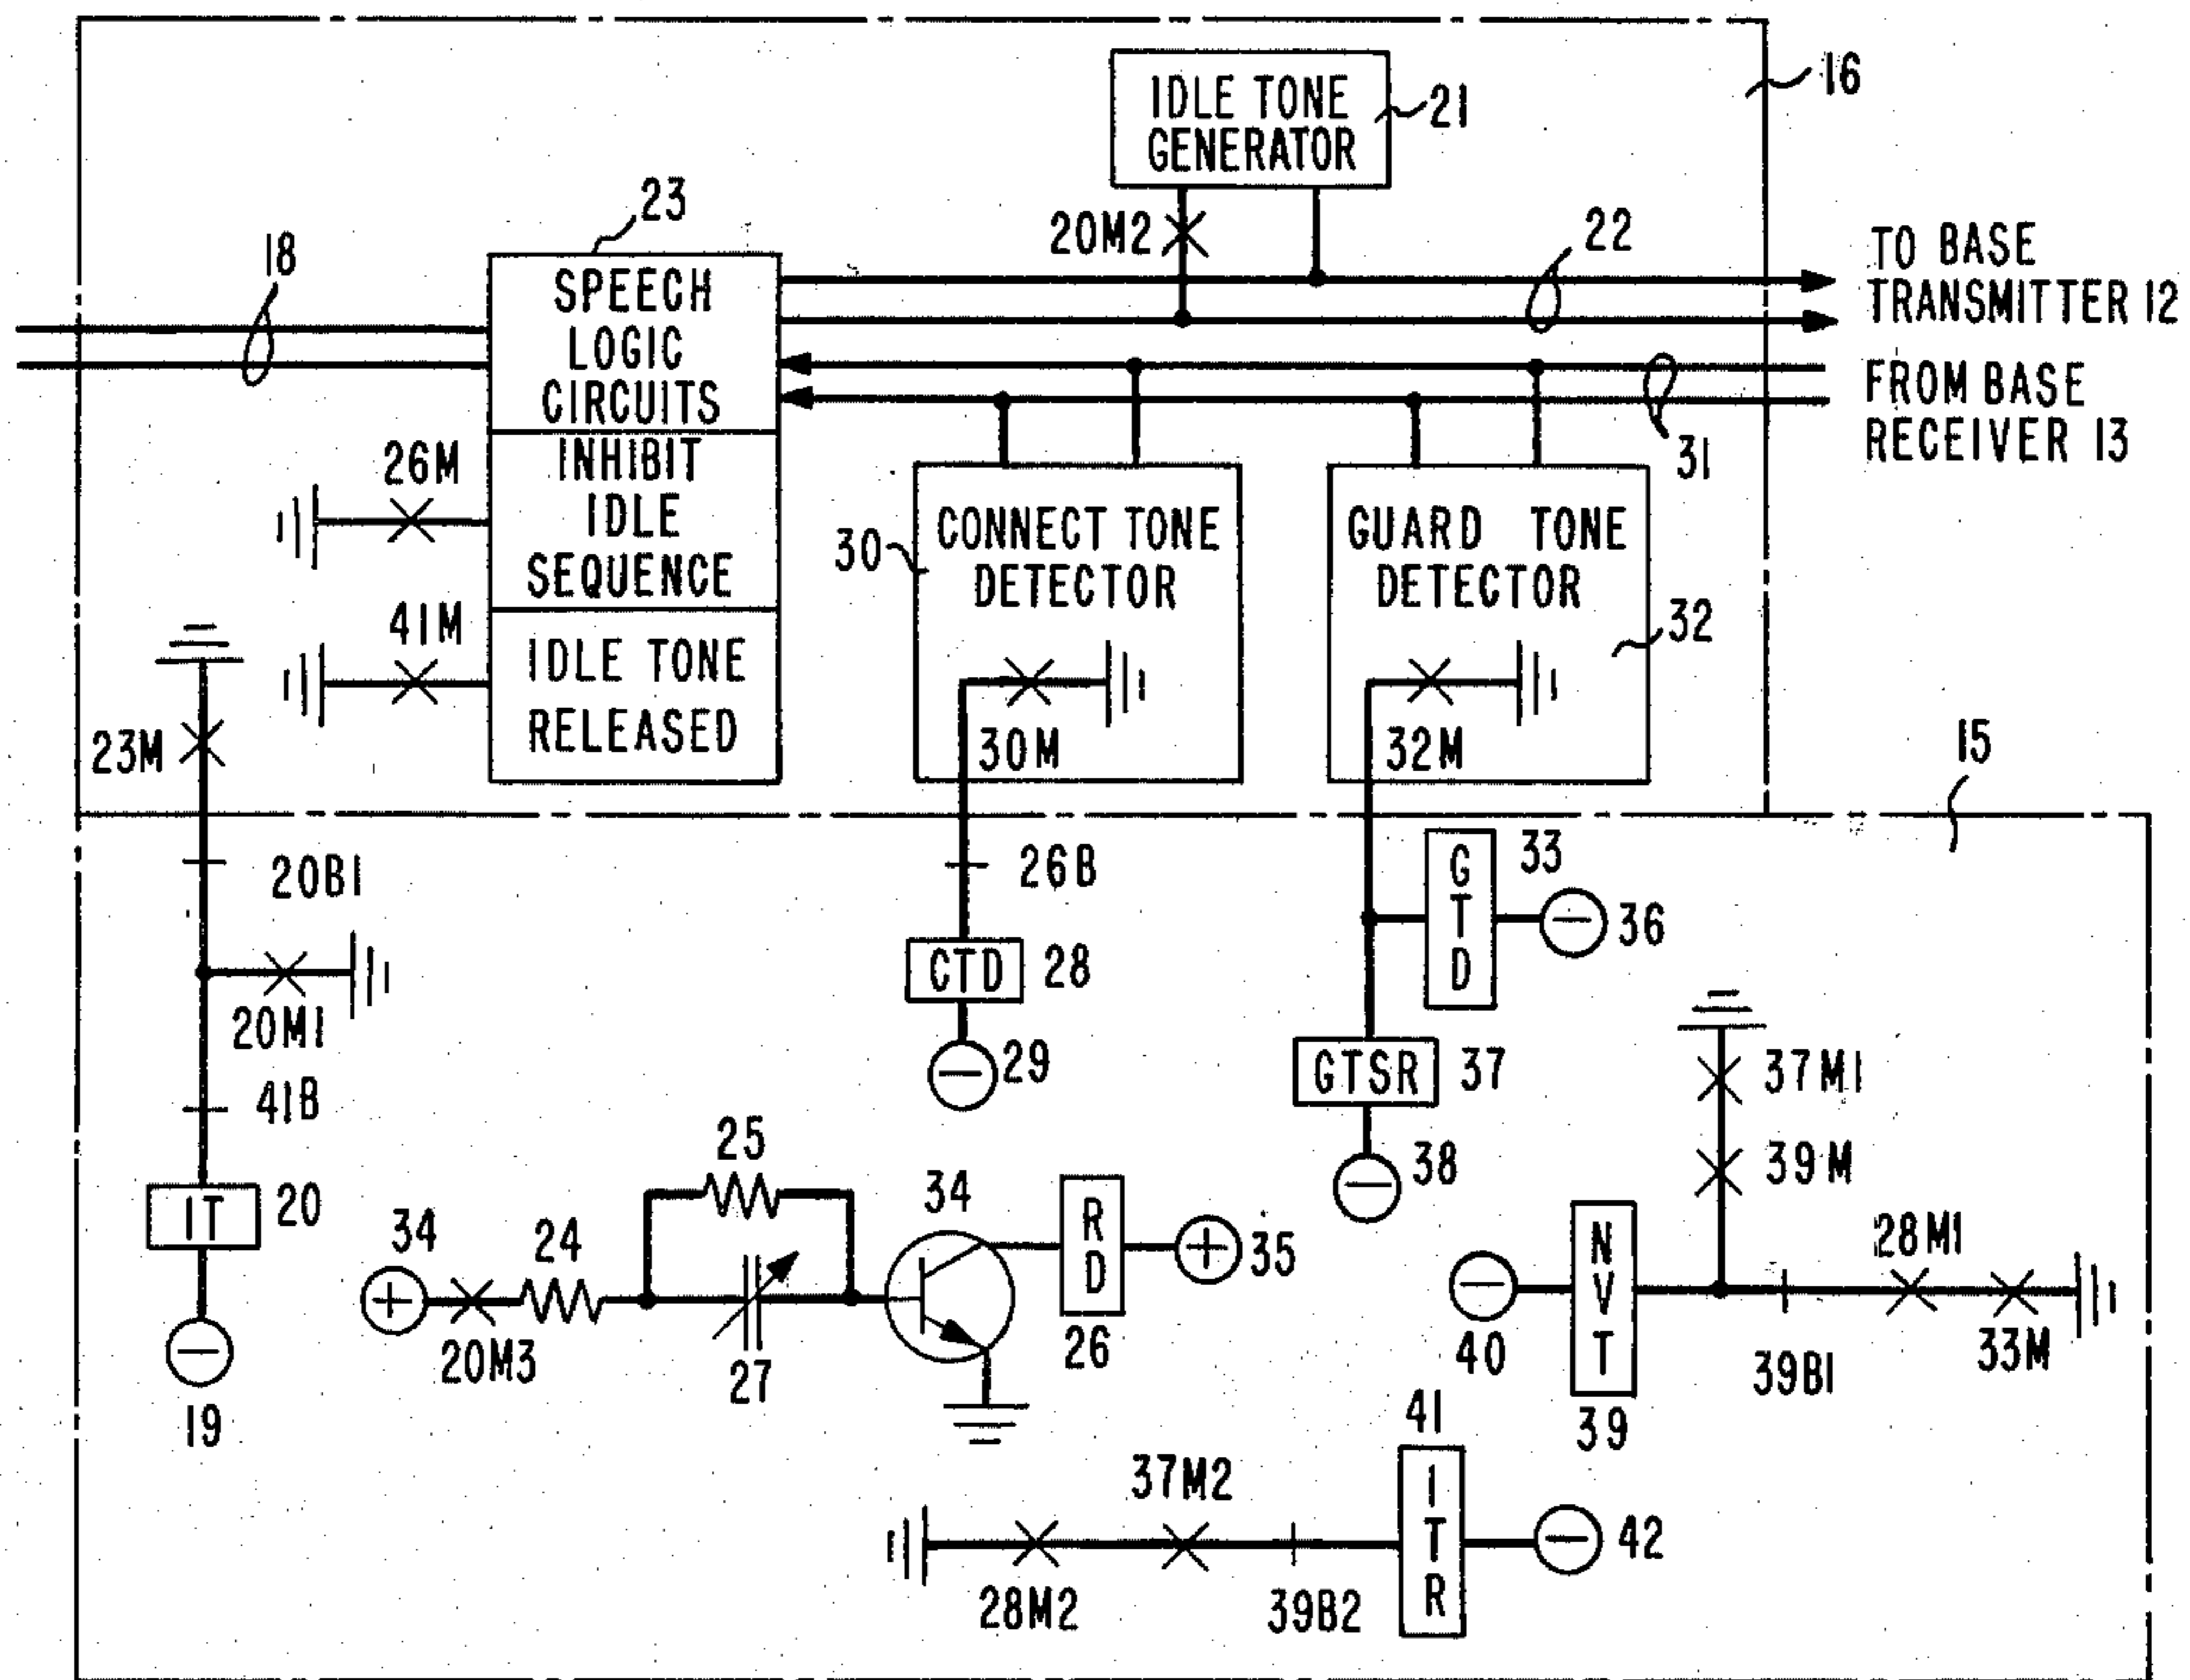 IDLE TONE
GENERATOR
21
16
23
20M2
22
18
TO BASE
TRANSMITTER 12
SPEECH
LOGIC
CIRCUITS
FROM BASE
RECEIVER 13
31
26M
INHIBIT
IDLE
SEQUENCE
30
CONNECT TONE
DETECTOR
GUARD TONE
DETECTOR
32
41M
IDLE TONE
RELEASED
23M
30M
32M
15
20B1
26B
GTD
33
36
CTD
28
20M1
29
GTSR
37
37M1
41B
38
39M
25
IT
20
34
24
34
RD
35
NVT
28M1
20M3
27
26
40
39B1
33M
19
41
39
37M2
ITR
42
28M2
39B2